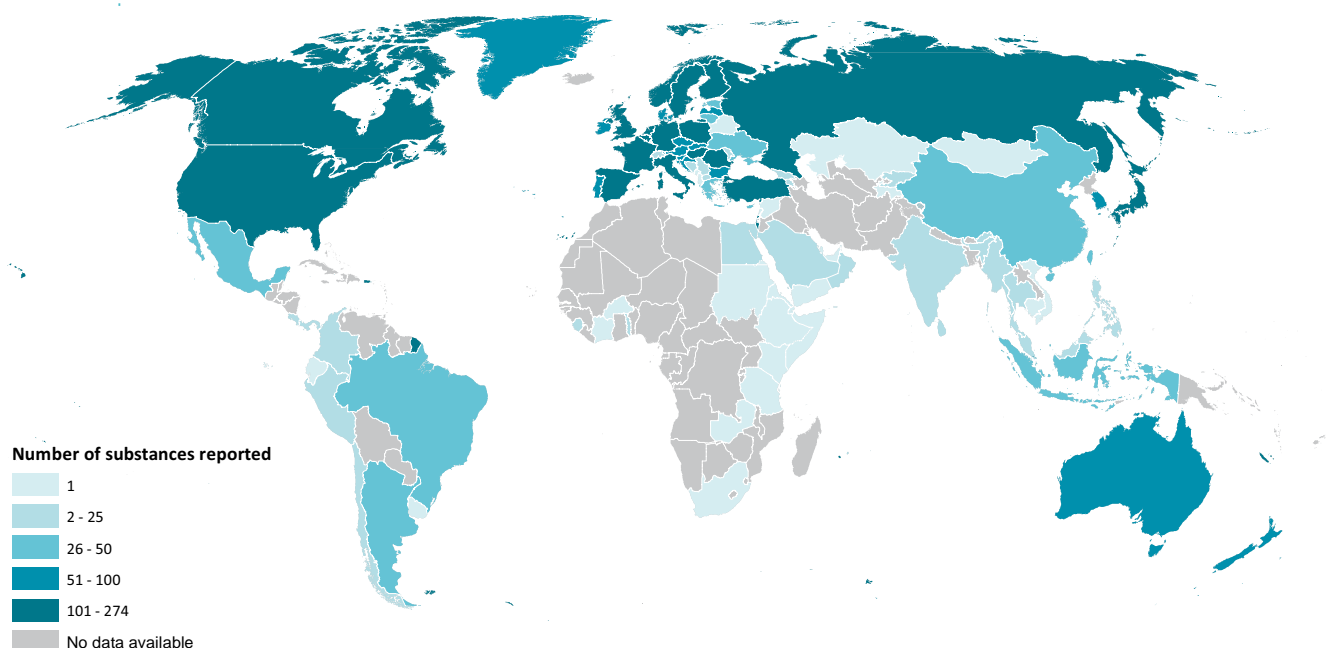 Number of substances reported
1
2 - 25
26 - 50
51 - 100
101 - 274
No data available